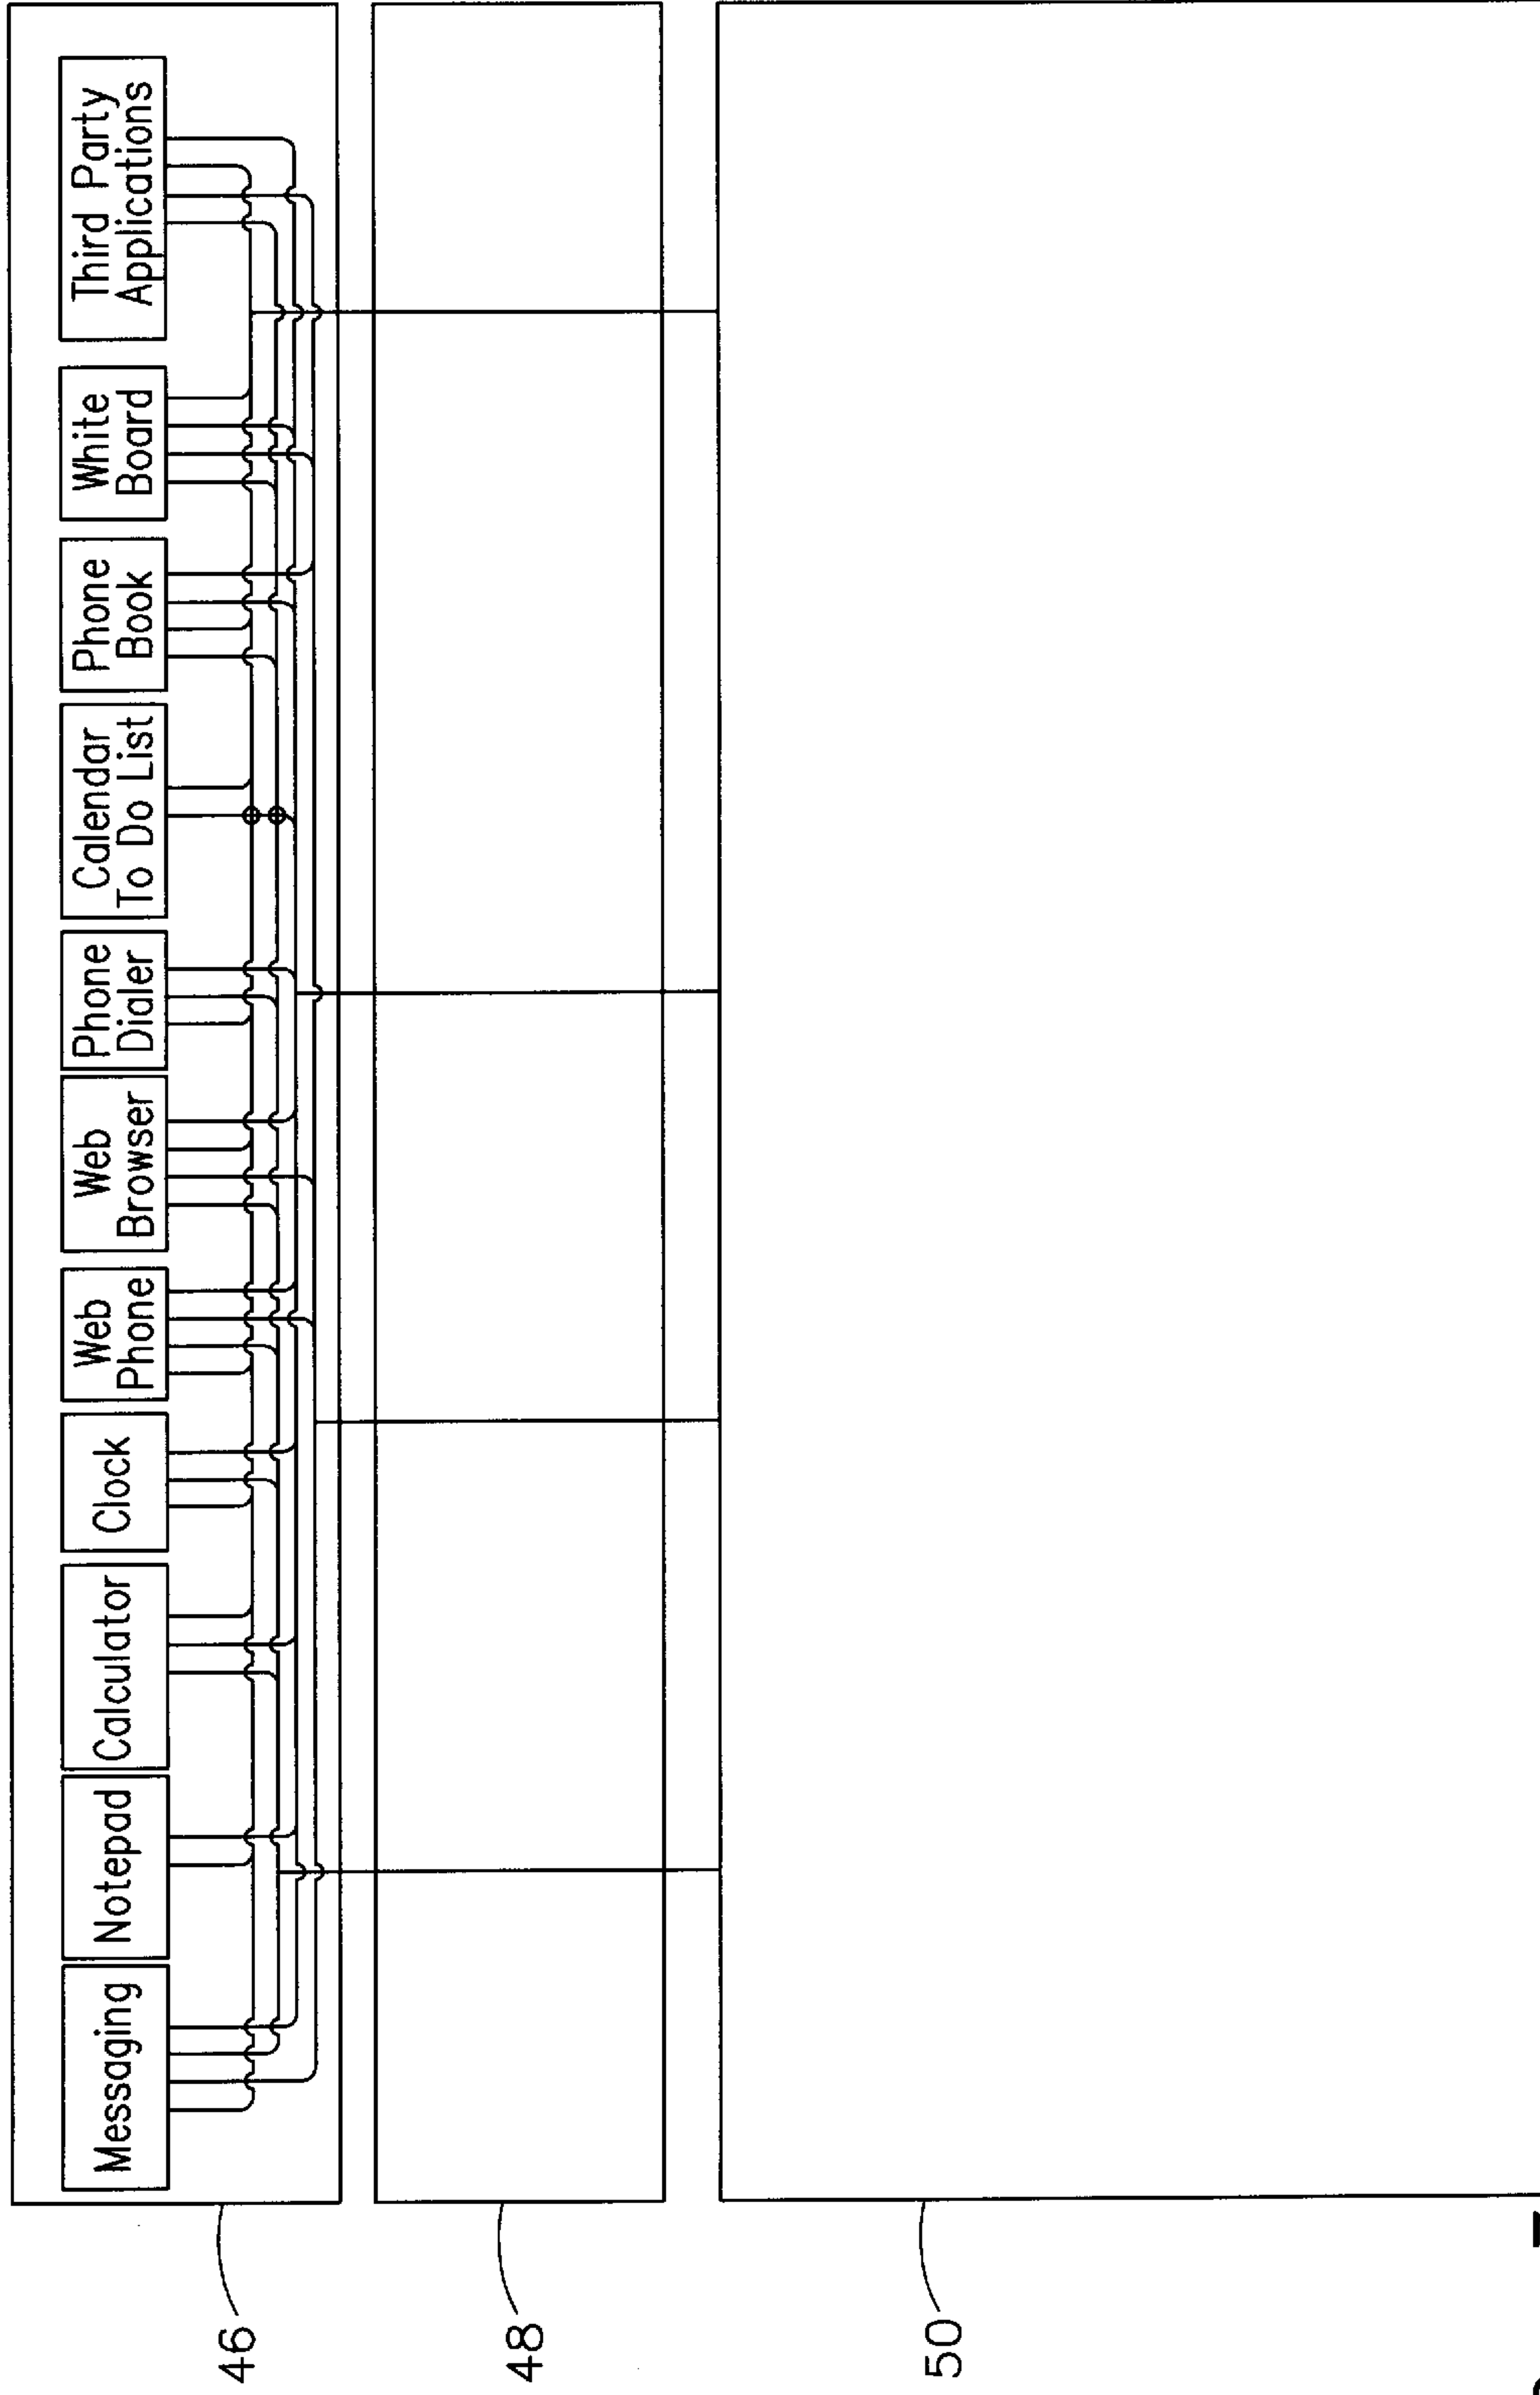 46
Messaging
Notepad
Calculator
Clock
Web
Phone
Web
Browser
Phone
Dialer
Calendar
To Do List
Phone
Book
White
Board
Third Party
Applications
48
50